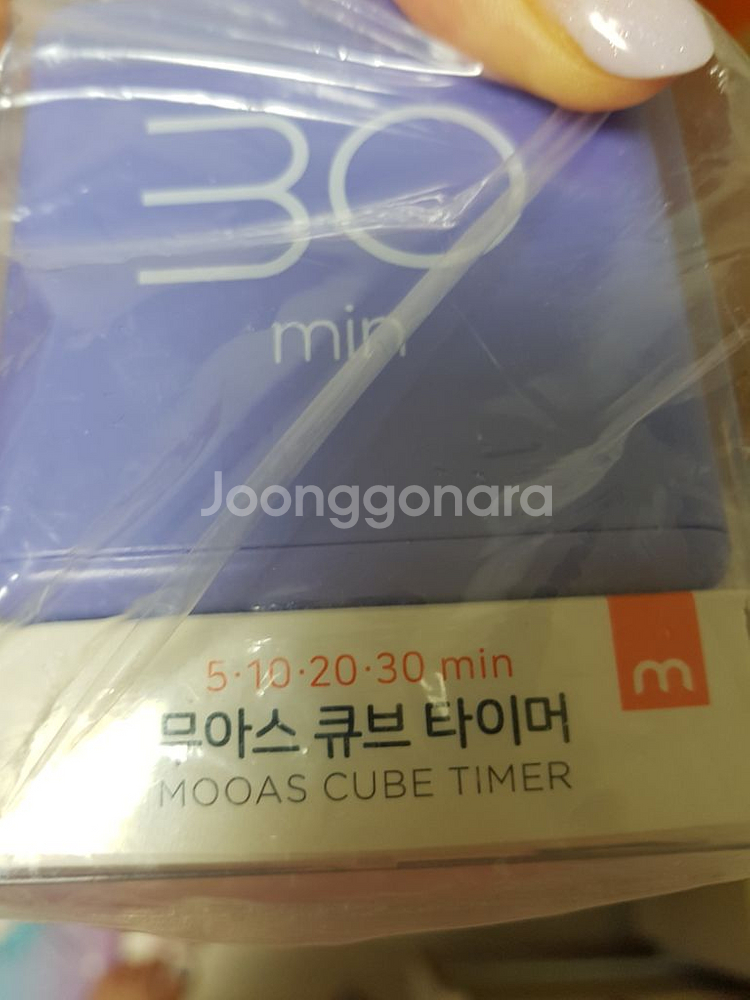 30
min
Joonggonara
5·10·20·30 min
m
무아스 큐브 타이머
MOOAS CUBE TIMER